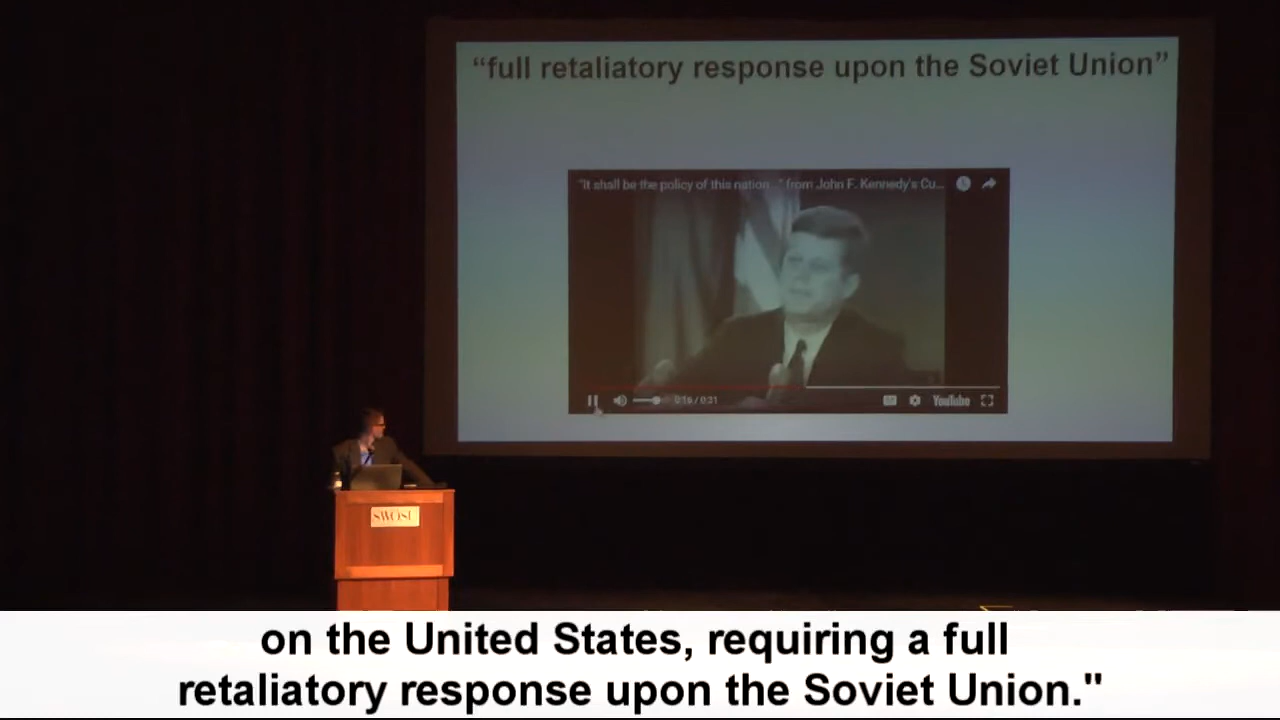 “full retaliatory response upon the Soviet Union”
"It shall be the policy of this nation..." from John F. Kennedy's Cu...
0:16 / 0:31
YouTube
SWOSU
on the United States, requiring a full
retaliatory response upon the Soviet Union."